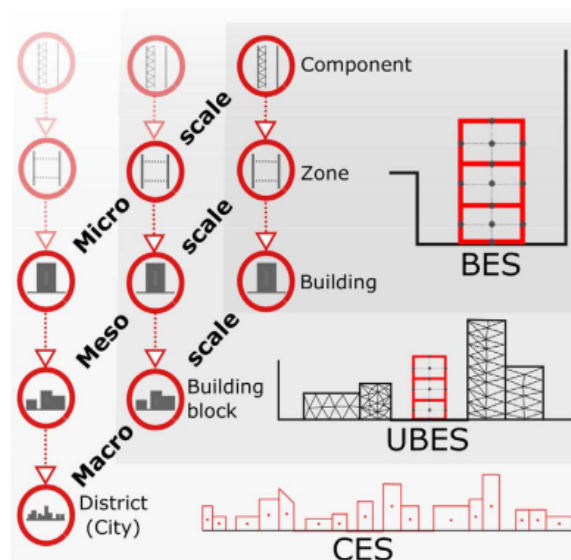 Component
Zone
Building
Micro scale
BES
Meso scale
Building
block
UBES
Macro scale
District
(City)
CES